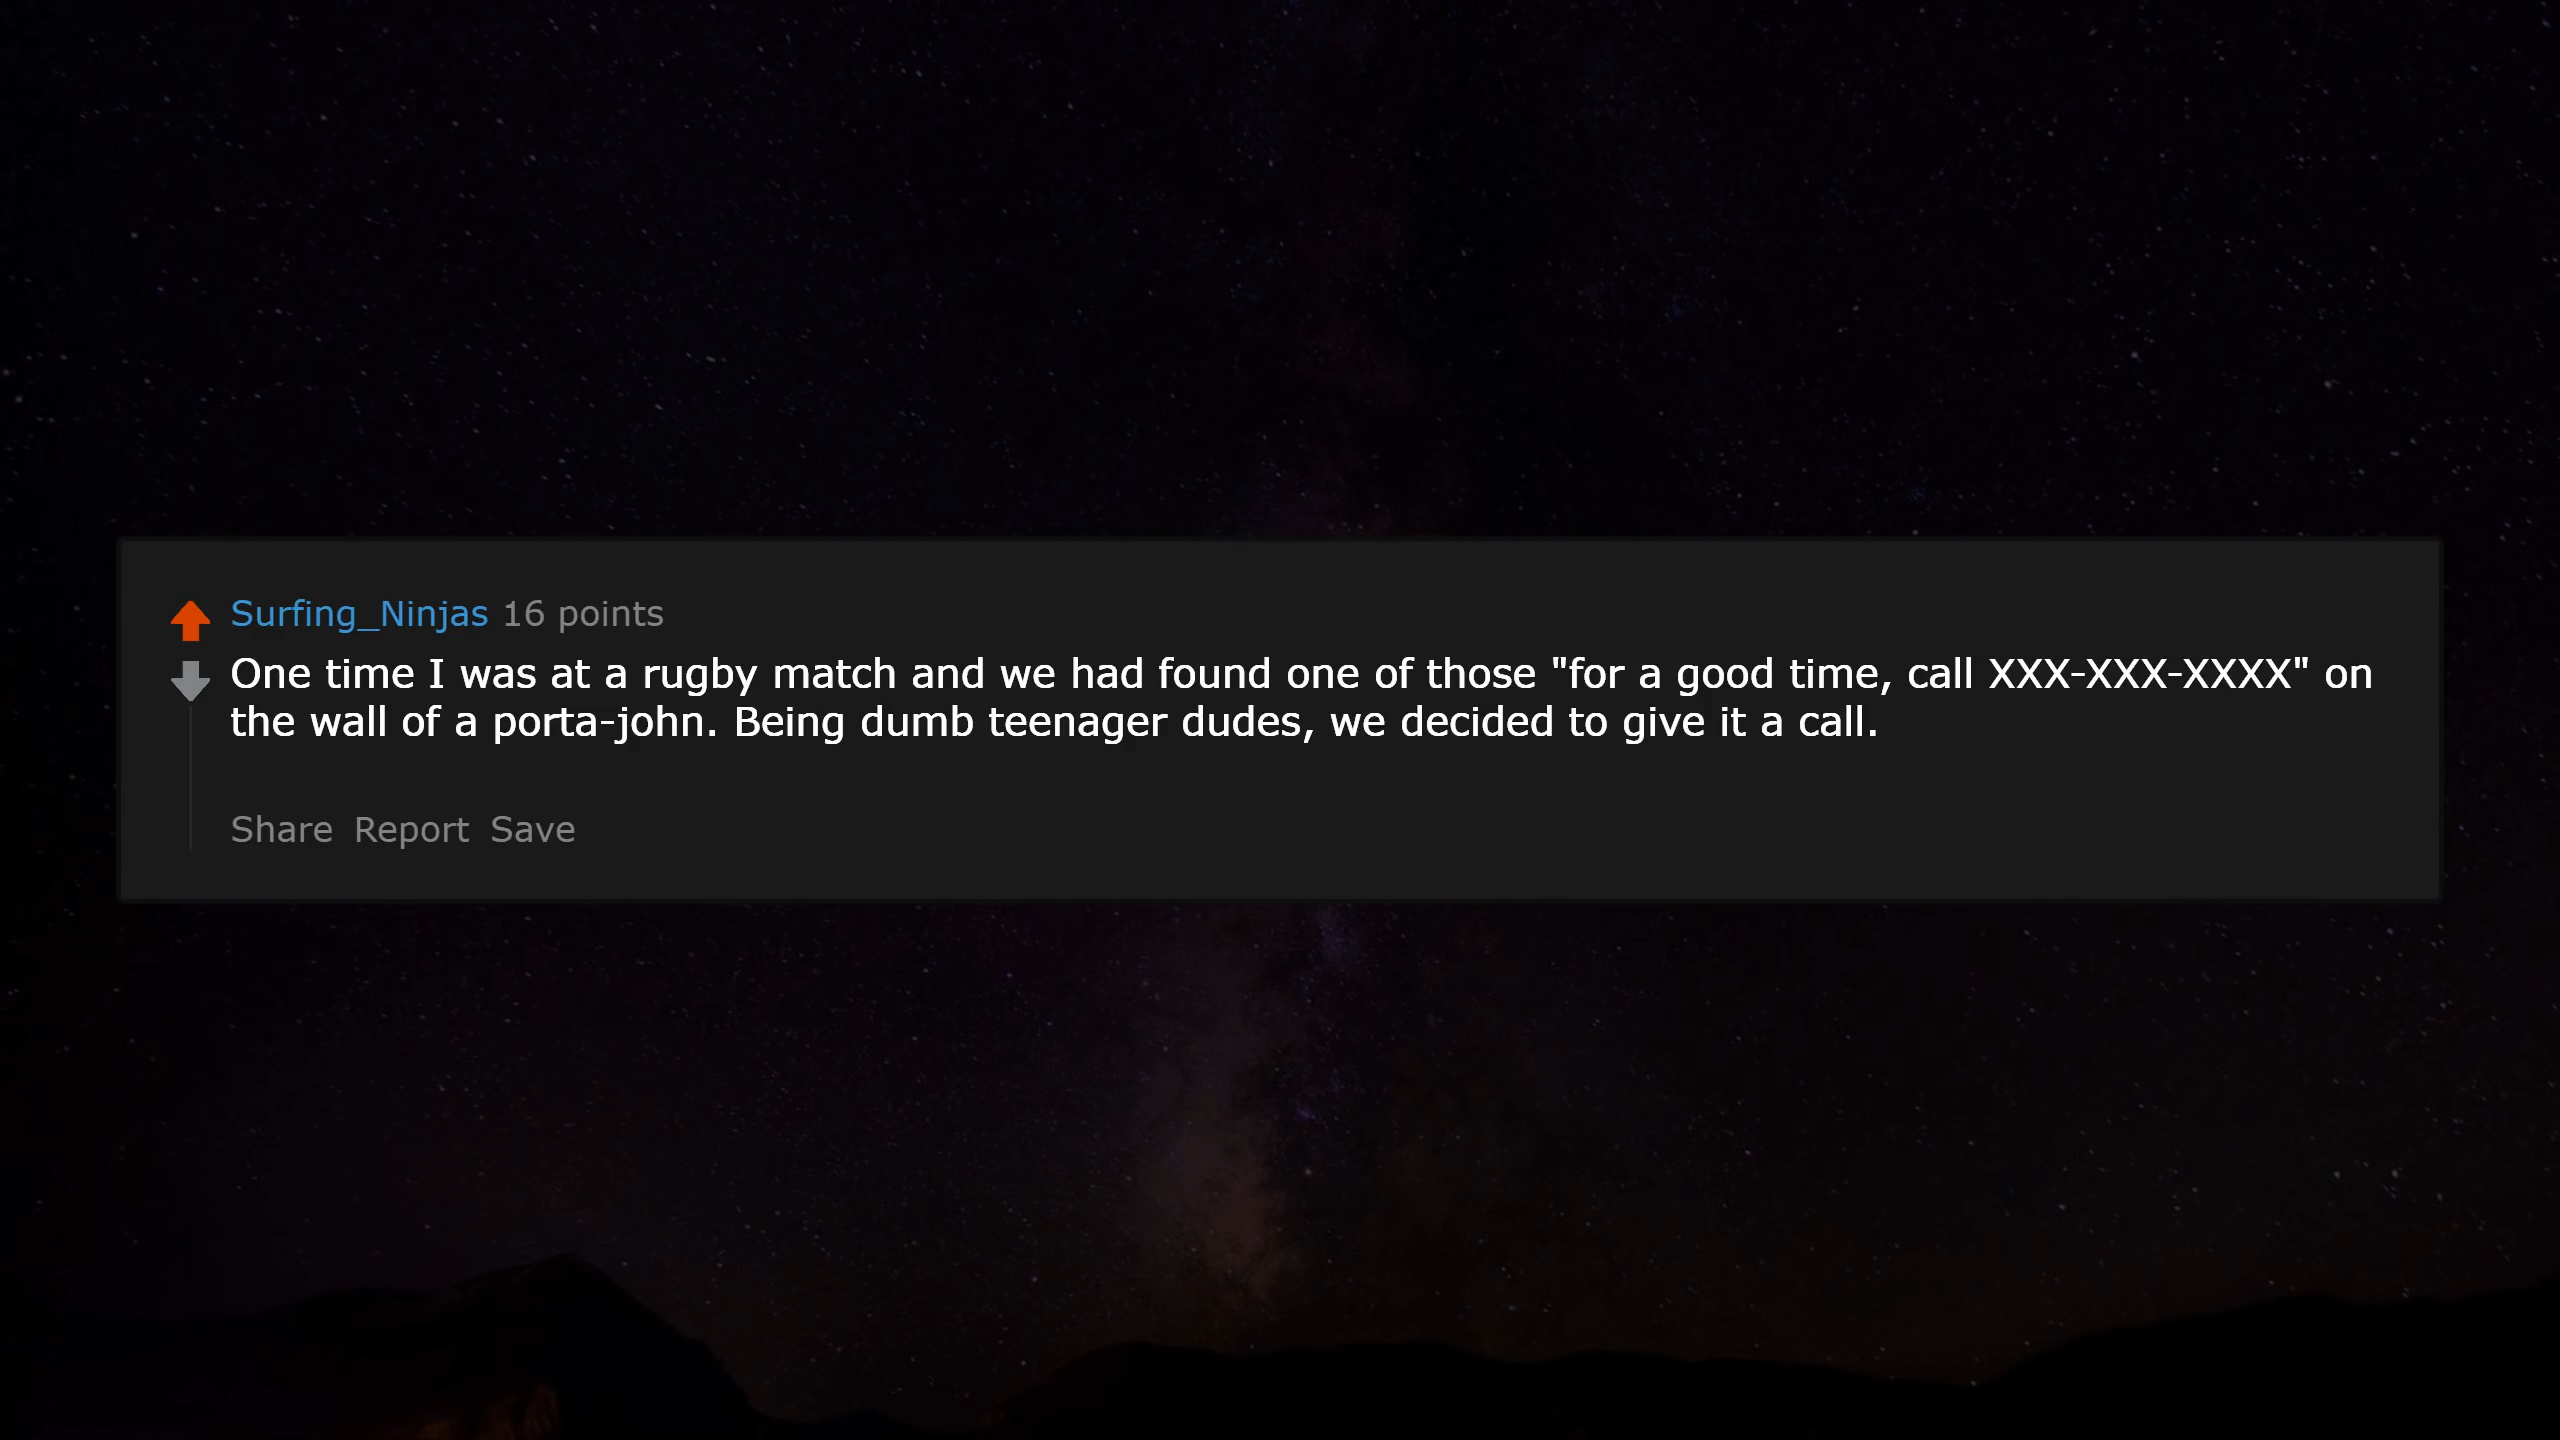 Surfing_Ninjas 16 points
One time I was at a rugby match and we had found one of those "for a good time, call XXX-XXX-XXXX" on
the wall of a porta-john. Being dumb teenager dudes, we decided to give it a call.
Share Report Save